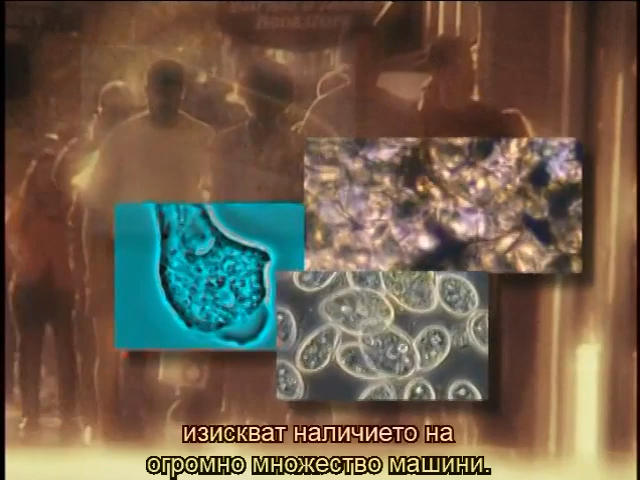 изискват наличието на
огромно множество машини.